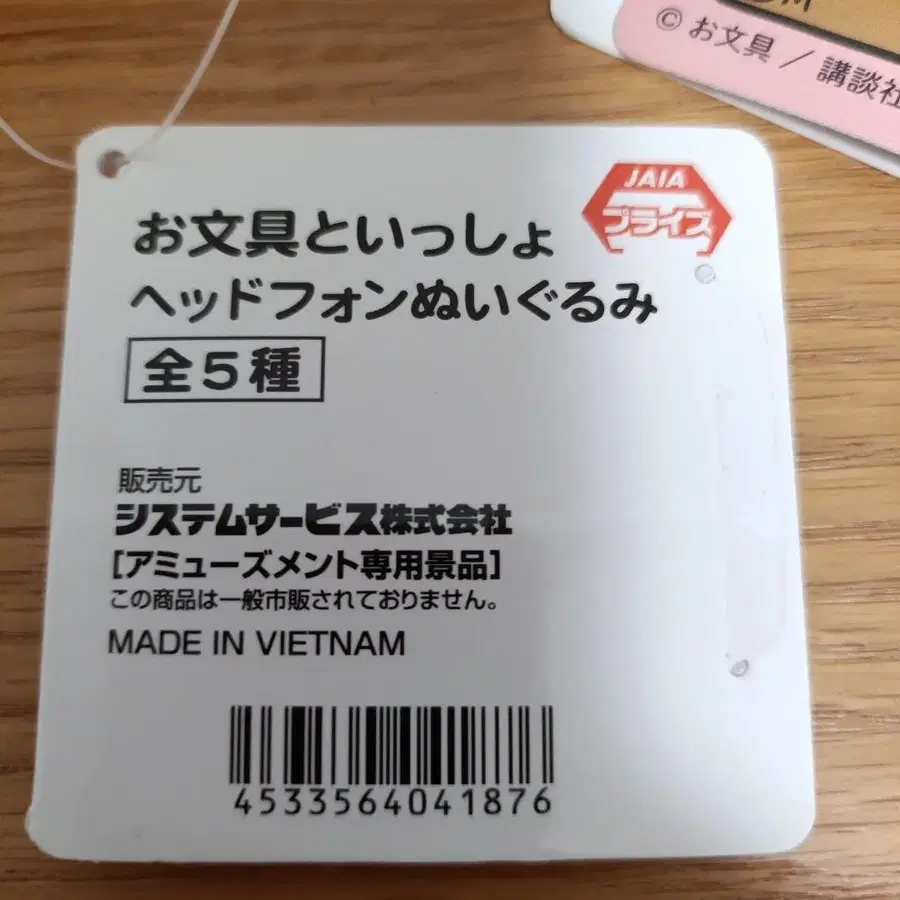 © お文具 / 講談社
JAIA
プライズ
お文具といっしょ
ヘッドフォンぬいぐるみ
全5種
販売元
システムサービス株式会社
[アミューズメント専用景品]
この商品は一般市販されておりません。
MADE IN VIETNAM
4533564041876